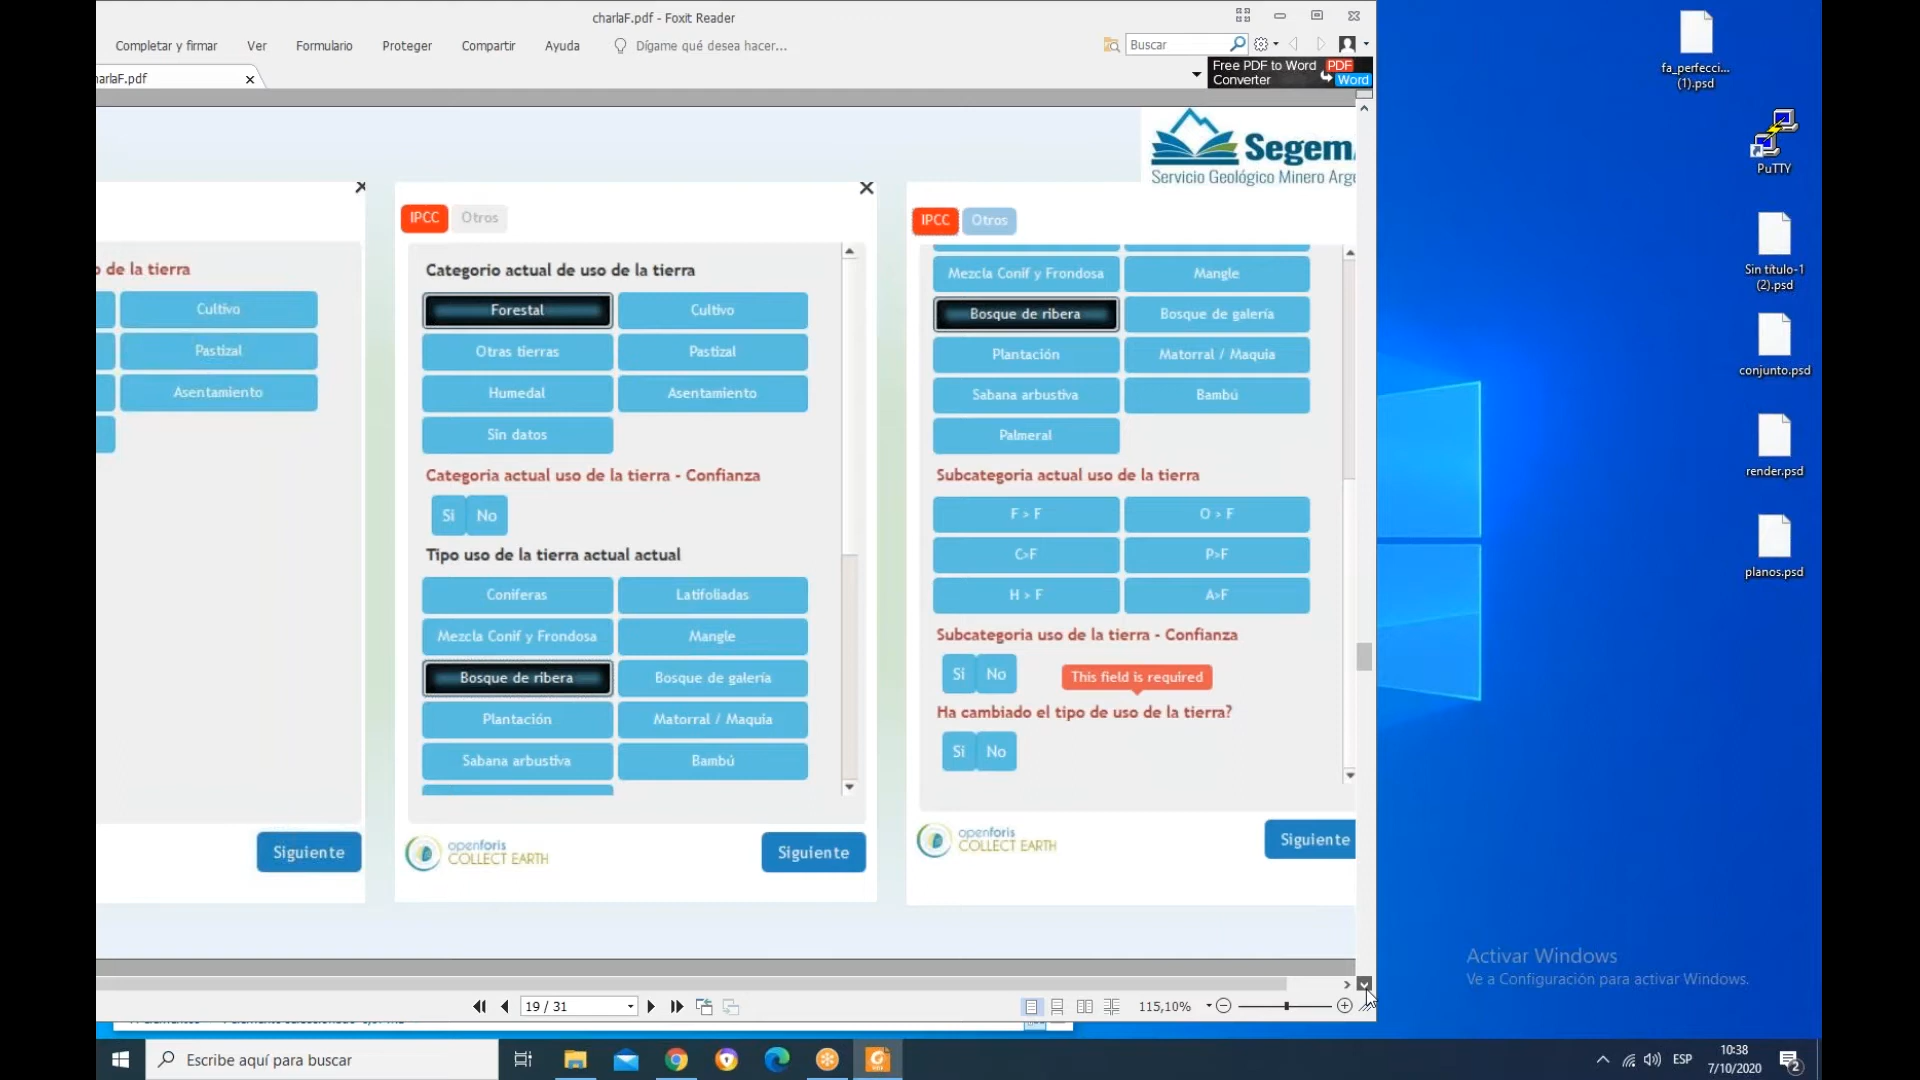 charlaF.pdf - Foxit Reader
Completar y firmar
Ver
Formulario
Proteger
Compartir
Ayuda
Dígame qué desea hacer...
Buscar
arlaF.pdf
Free PDF to Word
Converter
PDF
Word
Segem
Servicio Geológico Minero Arge
de la tierra
Cultivo
Pastizal
Asentamiento
Siguiente
IPCC
Otros
Categorio actual de uso de la tierra
Forestal
Cultivo
Otras tierras
Pastizal
Humedal
Asentamiento
Sin datos
Categoria actual uso de la tierra - Confianza
Si
No
Tipo uso de la tierra actual actual
Coniferas
Latifoliadas
Mezcla Conif y Frondosa
Mangle
Bosque de ribera
Bosque de galería
Plantación
Matorral / Maquia
Sabana arbustiva
Bambú
openforis
COLLECT EARTH
Siguiente
IPCC
Otros
Mezcla Conif y Frondosa
Mangle
Bosque de ribera
Bosque de galería
Plantación
Matorral / Maquia
Sabana arbustiva
Bambú
Palmeral
Subcategoria actual uso de la tierra
F > F
O > F
C>F
P>F
H > F
A>F
Subcategoria uso de la tierra - Confianza
Si
No
This field is required
Ha cambiado el tipo de uso de la tierra?
Si
No
openforis
COLLECT EARTH
Siguiente
19 / 31
115,10%
Escribe aquí para buscar
ESP
10:38
7/10/2020
2
fa_perfecci...
(1).psd
PuTTY
Sin título-1
(2).psd
conjunto.psd
render.psd
planos.psd
Activar Windows
Ve a Configuración para activar Windows.